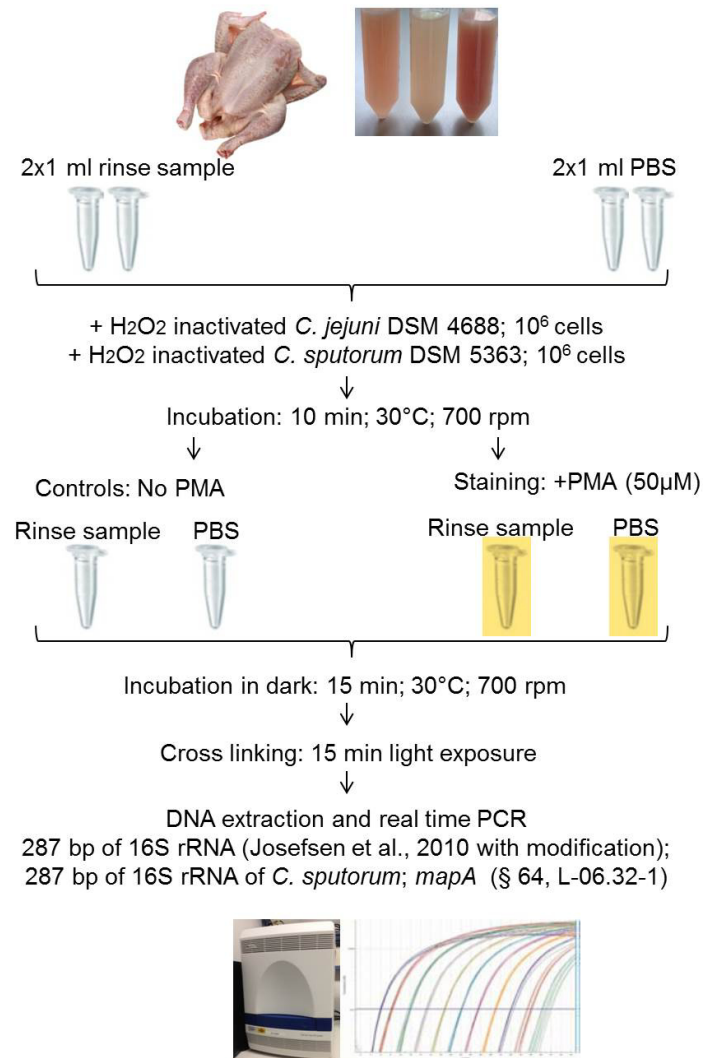 2x1 ml rinse sample
2x1 ml PBS
+ H2O2 inactivated C. jejuni DSM 4688; 10⁶ cells
+ H2O2 inactivated C. sputorum DSM 5363; 10⁶ cells
Incubation: 10 min; 30°C; 700 rpm
Controls: No PMA
Staining: +PMA (50µM)
Rinse sample PBS
Rinse sample PBS
Incubation in dark: 15 min; 30°C; 700 rpm
Cross linking: 15 min light exposure
DNA extraction and real time PCR
287 bp of 16S rRNA (Josefsen et al., 2010 with modification);
287 bp of 16S rRNA of C. sputorum; mapA (§ 64, L-06.32-1)